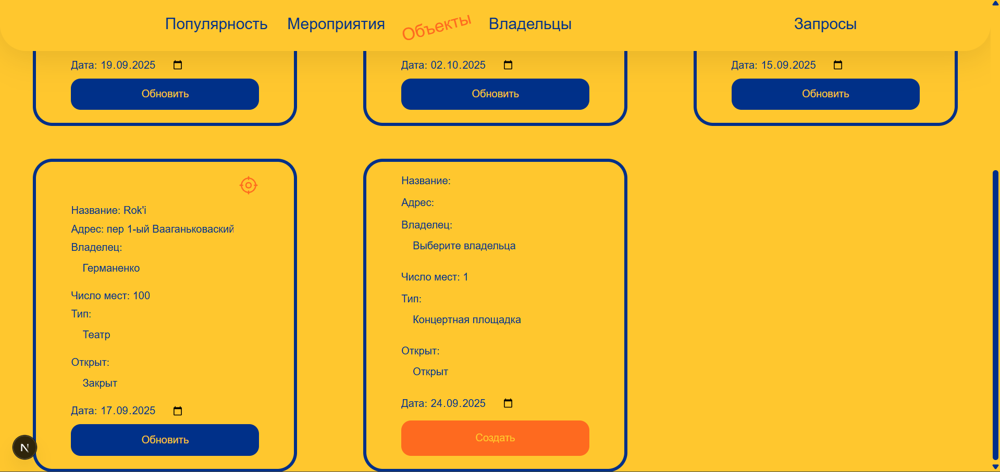 Популярность Мероприятия Объекты Владельцы Запросы
Дата: 19.09.2025
Обновить
Дата: 02.10.2025
Обновить
Дата: 15.09.2025
Обновить
Название: Rok'i
Адрес: пер 1-ый Вааганьковаский
Владелец:
Германенко
Число мест: 100
Тип:
Театр
Открыт:
Закрыт
Дата: 17.09.2025
Обновить
Название:
Адрес:
Владелец:
Выберите владельца
Число мест: 1
Тип:
Концертная площадка
Открыт:
Открыт
Дата: 24.09.2025
Создать
N